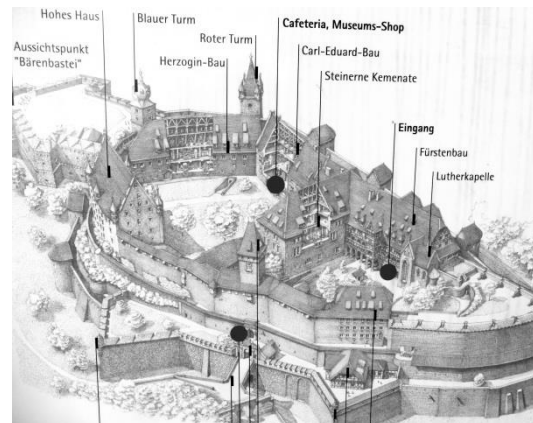 Hohes Haus
Blauer Turm
Cafeteria, Museums-Shop
Roter Turm
Carl-Eduard-Bau
Aussichtspunkt
"Bärenbastei"
Herzogin-Bau
Steinerne Kemenate
Eingang
Fürstenbau
Lutherkapelle